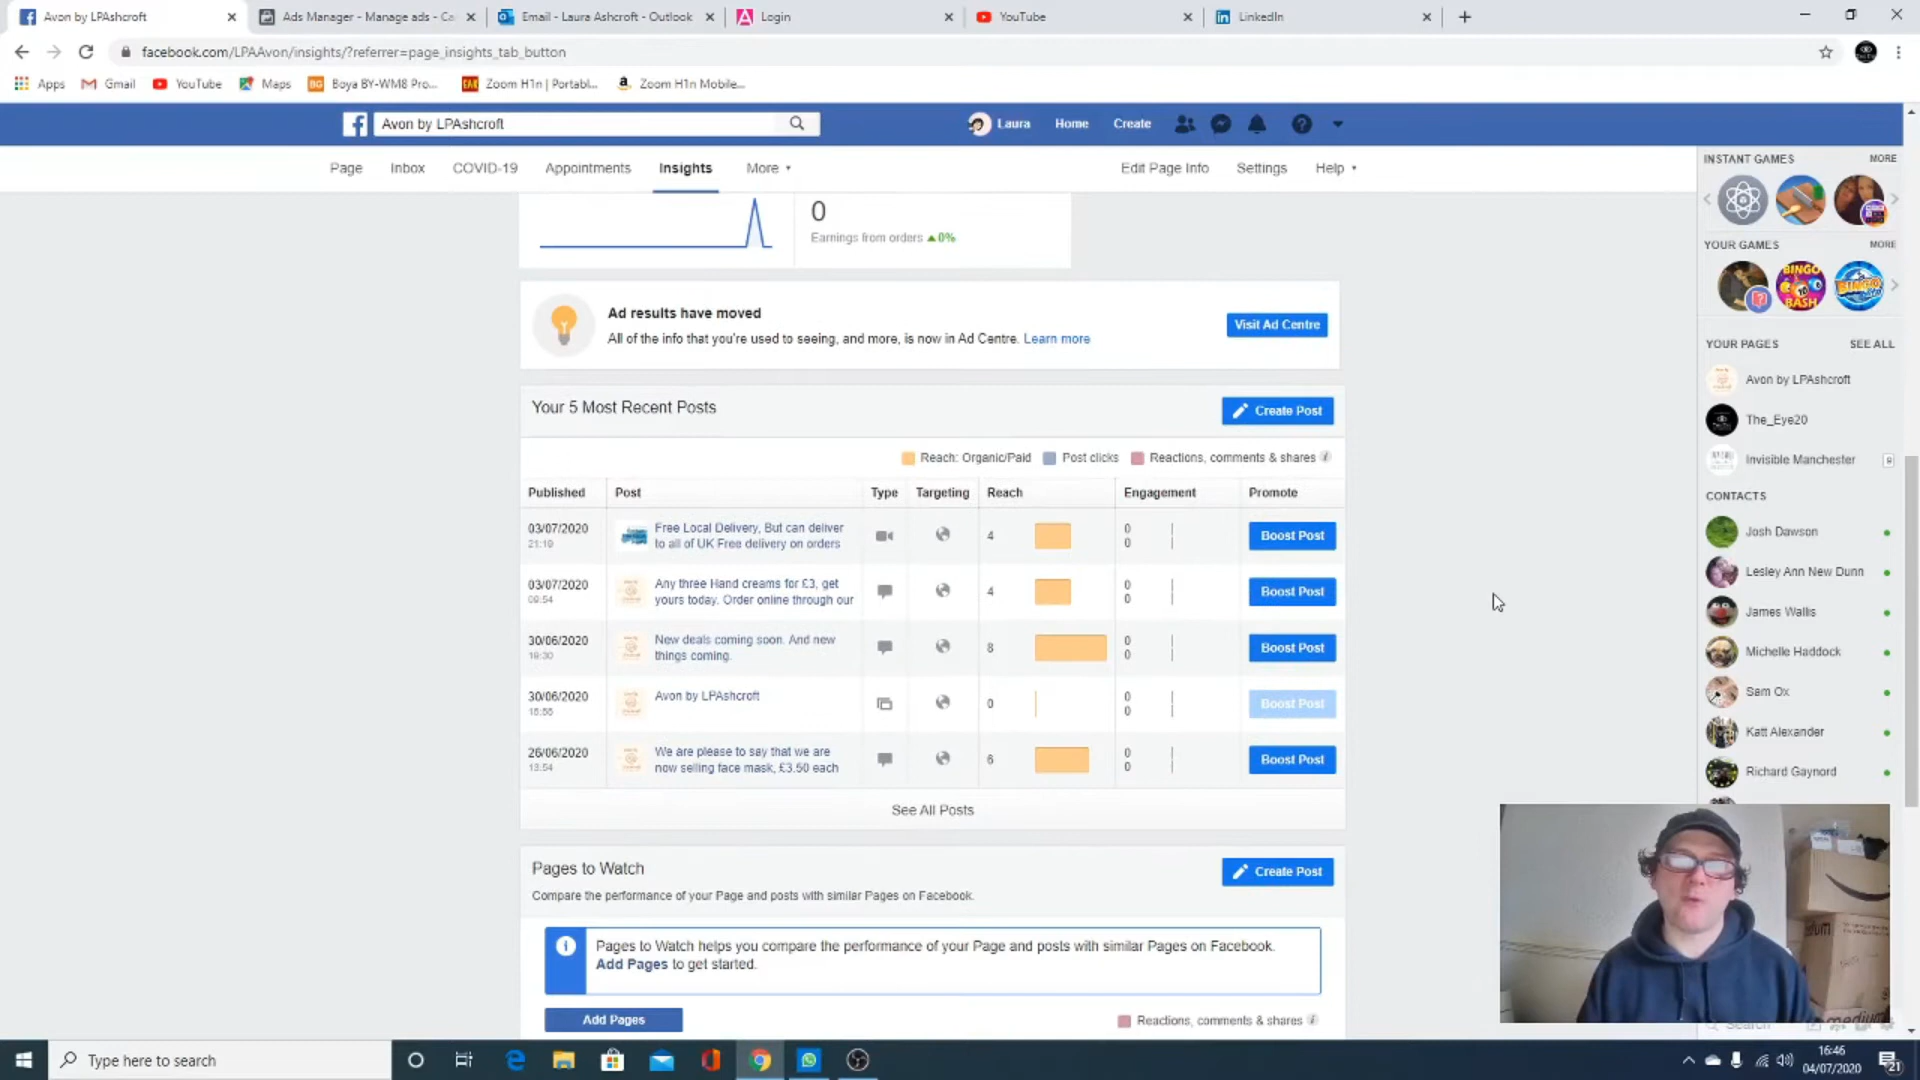 Avon by LPAshcroft
Ads Manager - Manage ads - Ca
Email - Laura Ashcroft - Outlook
Login
YouTube
LinkedIn
facebook.com/LPAAvon/insights/?referrer=page_insights_tab_button
Apps
Gmail
YouTube
Maps
Boya BY-WM8 Pro...
Zoom H1n | Portabl...
Zoom H1n Mobile...
Avon by LPAshcroft
Laura
Home
Create
Page
Inbox
COVID-19
Appointments
Insights
More
Edit Page Info
Settings
Help
0
Earnings from orders ▲0%
Ad results have moved
All of the info that you're used to seeing, and more, is now in Ad Centre. Learn more
Visit Ad Centre
Your 5 Most Recent Posts
Create Post
Reach: Organic/Paid
Post clicks
Reactions, comments & shares
Published
Post
Type
Targeting
Reach
Engagement
Promote
03/07/2020
21:19
Free Local Delivery, But can deliver
to all of UK Free delivery on orders
4
0
0
Boost Post
03/07/2020
09:54
Any three Hand creams for £3, get
yours today. Order online through our
4
0
0
Boost Post
30/06/2020
New deals coming soon. And new
things coming.
8
0
0
Boost Post
30/06/2020
Avon by LPAshcroft
0
0
0
Boost Post
26/06/2020
13:54
We are please to say that we are
now selling face mask, £3.50 each
6
0
0
Boost Post
See All Posts
Pages to Watch
Create Post
Compare the performance of your Page and posts with similar Pages on Facebook.
Pages to Watch helps you compare the performance of your Page and posts with similar Pages on Facebook.
Add Pages to get started.
Add Pages
Reactions, comments & shares
INSTANT GAMES
MORE
YOUR GAMES
MORE
BINGO
BASH
YOUR PAGES
SEE ALL
Avon by LPAshcroft
The_Eye20
Invisible Manchester
CONTACTS
Josh Dawson
Lesley Ann New Dunn
James Wallis
Michelle Haddock
Sam Ox
Katt Alexander
Richard Gaynord
Search
Type here to search
16:46
04/07/2020
21